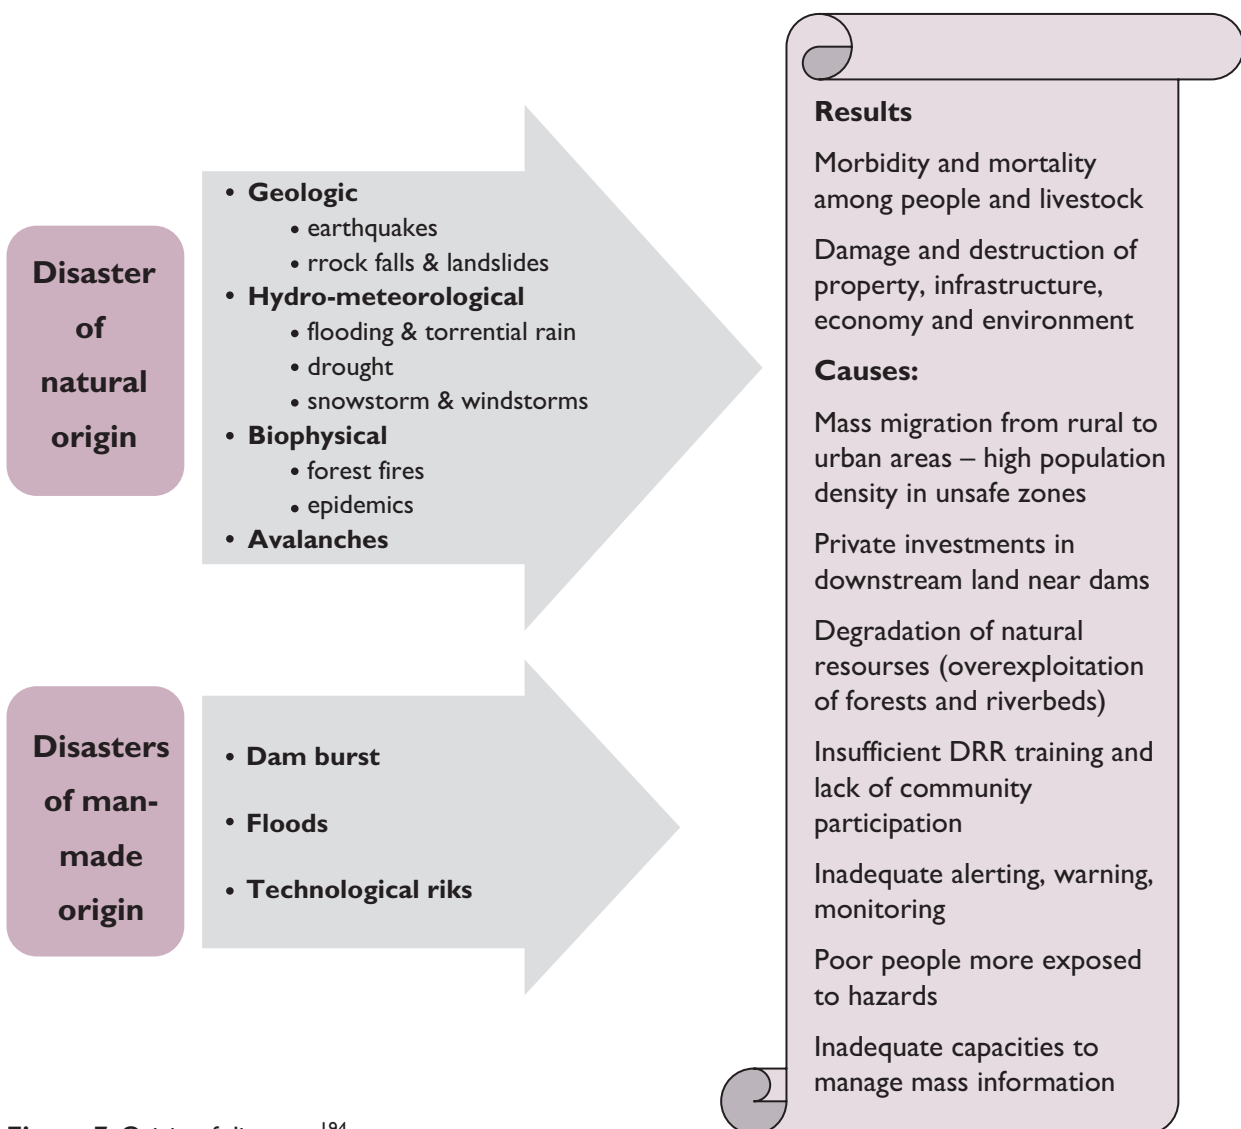 Disaster
of
natural
origin
• Geologic
• earthquakes
• rrock falls & landslides
• Hydro-meteorological
• flooding & torrential rain
• drought
• snowstorm & windstorms
• Biophysical
• forest fires
• epidemics
• Avalanches
Disasters
of man-
made
origin
• Dam burst
• Floods
• Technological riks
Results
Morbidity and mortality
among people and livestock
Damage and destruction of
property, infrastructure,
economy and environment
Causes:
Mass migration from rural to
urban areas – high population
density in unsafe zones
Private investments in
downstream land near dams
Degradation of natural
resourses (overexploitation
of forests and riverbeds)
Insufficient DRR training and
lack of community
participation
Inadequate alerting, warning,
monitoring
Poor people more exposed
to hazards
Inadequate capacities to
manage mass information
194